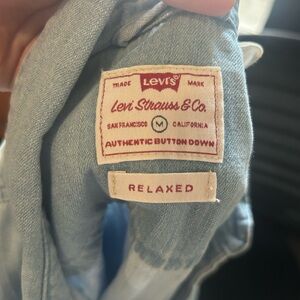 TRADE LEVI'S MARK
Levi Strauss & Co.
SAN FRANCISCO M CALIFORNIA
AUTHENTIC BUTTON DOWN
RELAXED